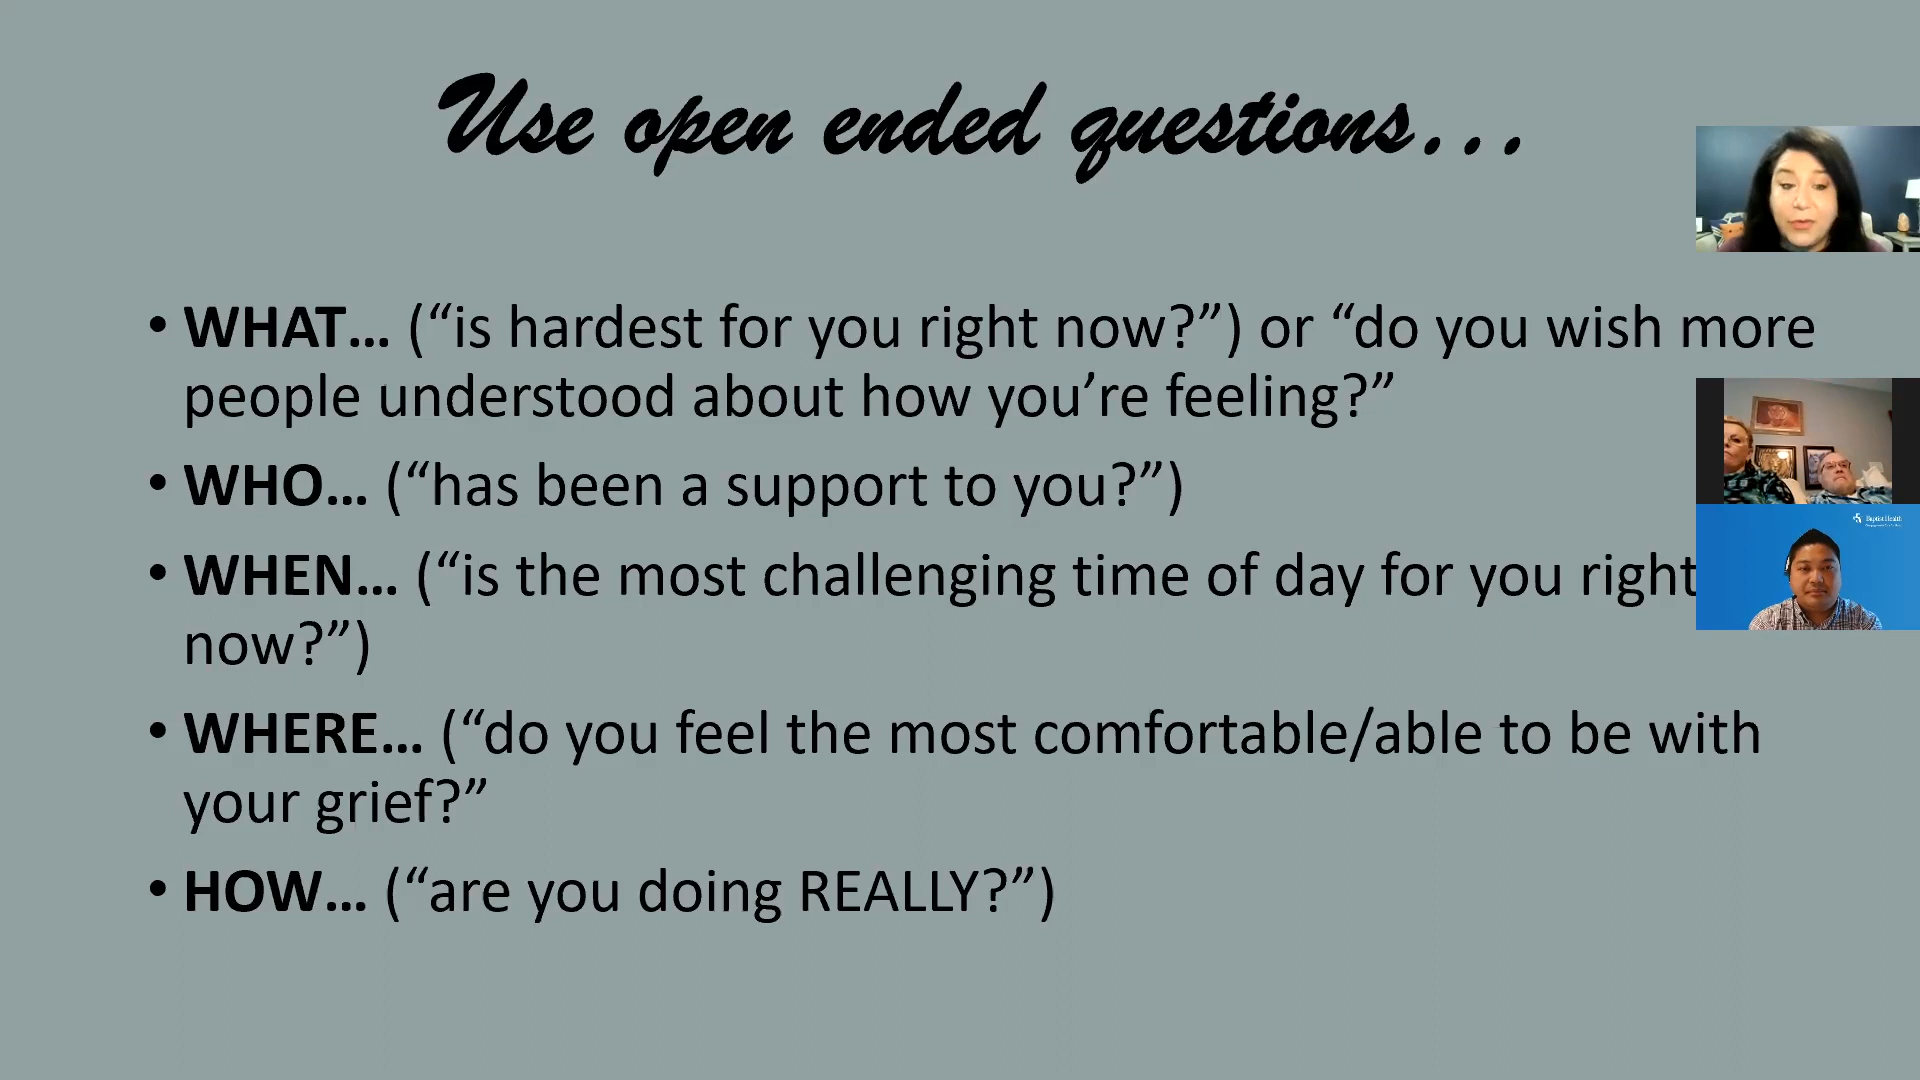 Use open ended questions...
• WHAT... (“is hardest for you right now?”) or “do you wish more
people understood about how you’re feeling?”
• WHO... (“has been a support to you?”)
• WHEN... (“is the most challenging time of day for you right
now?”)
• WHERE... (“do you feel the most comfortable/able to be with
your grief?”
• HOW... (“are you doing REALLY?”)
Baptist Health